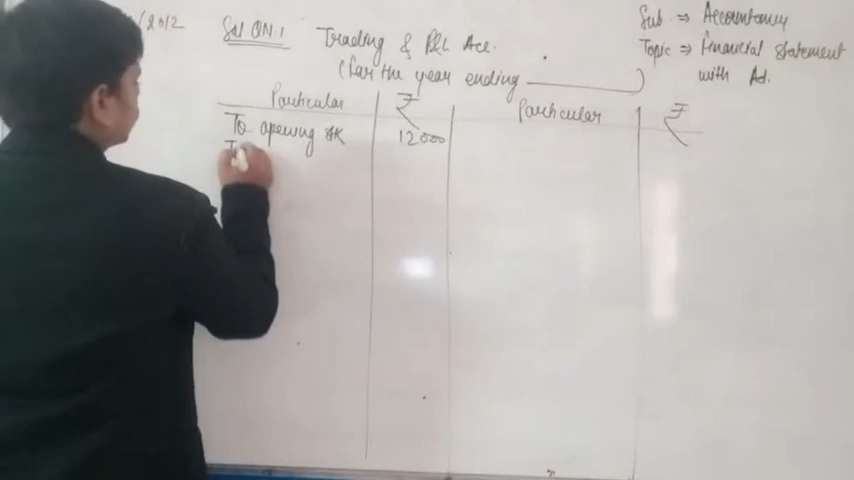 /2012
Sol QN.1
Trading & P&L Acc.
(For the year ending ________)
Sub. ⇒ Accountancy
Topic ⇒ Financial Statement
with Ad.
Particular ₹ Particular ₹
To opening stk 12000